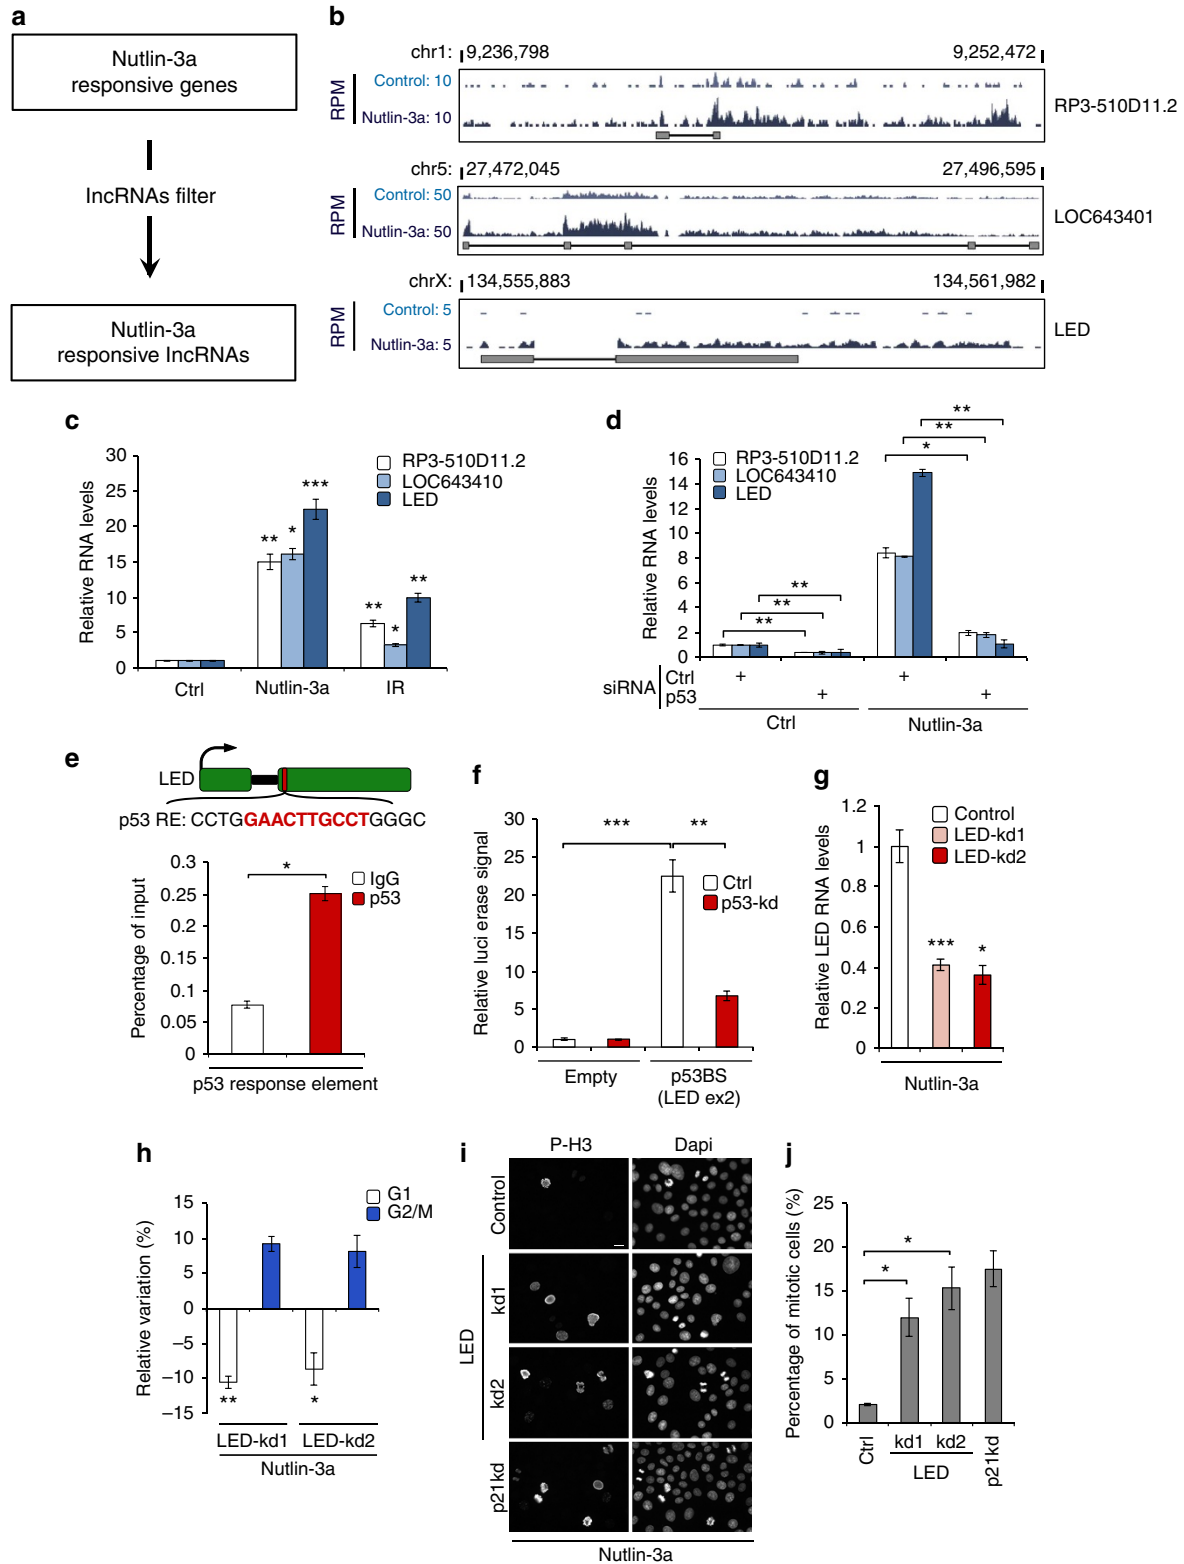 a
Nutlin-3a
responsive genes
lncRNAs filter
Nutlin-3a
responsive lncRNAs
b
chr1: 9,236,798 9,252,472
RPM
Control: 10
Nutlin-3a: 10
RP3-510D11.2
chr5: 27,472,045 27,496,595
RPM
Control: 50
Nutlin-3a: 50
LOC643401
chrX: 134,555,883 134,561,982
RPM
Control: 5
Nutlin-3a: 5
LED
c
Relative RNA levels
30
25
20
15
10
5
0
RP3-510D11.2
LOC643410
LED
** * ***
** * **
Ctrl Nutlin-3a IR
d
Relative RNA levels
16
14
12
10
8
6
4
2
0
RP3-510D11.2
LOC643410
LED
**
**
*
**
**
**
siRNA
Ctrl + +
p53 + +
Ctrl Nutlin-3a
e
LED
p53 RE: CCTGGAACTTGCCTGGGC
Percentage of input
0.3
0.25
0.2
0.15
0.1
0.05
0
*
IgG
p53
p53 response element
f
Relative luci erase signal
30
25
20
15
10
5
0
*** **
Ctrl
p53-kd
Empty p53BS
(LED ex2)
g
Relative LED RNA levels
1.2
1
0.8
0.6
0.4
0.2
0
Control
LED-kd1
LED-kd2
*** *
Nutlin-3a
h
Relative variation (%)
15
10
5
0
−5
−10
−15
G1
G2/M
** *
LED-kd1 LED-kd2
Nutlin-3a
i
P-H3 Dapi
Control
LED
kd1
kd2
p21kd
Nutlin-3a
j
Percentage of mitotic cells (%)
25
20
15
10
5
0
*
*
Ctrl kd1 kd2 p21kd
LED